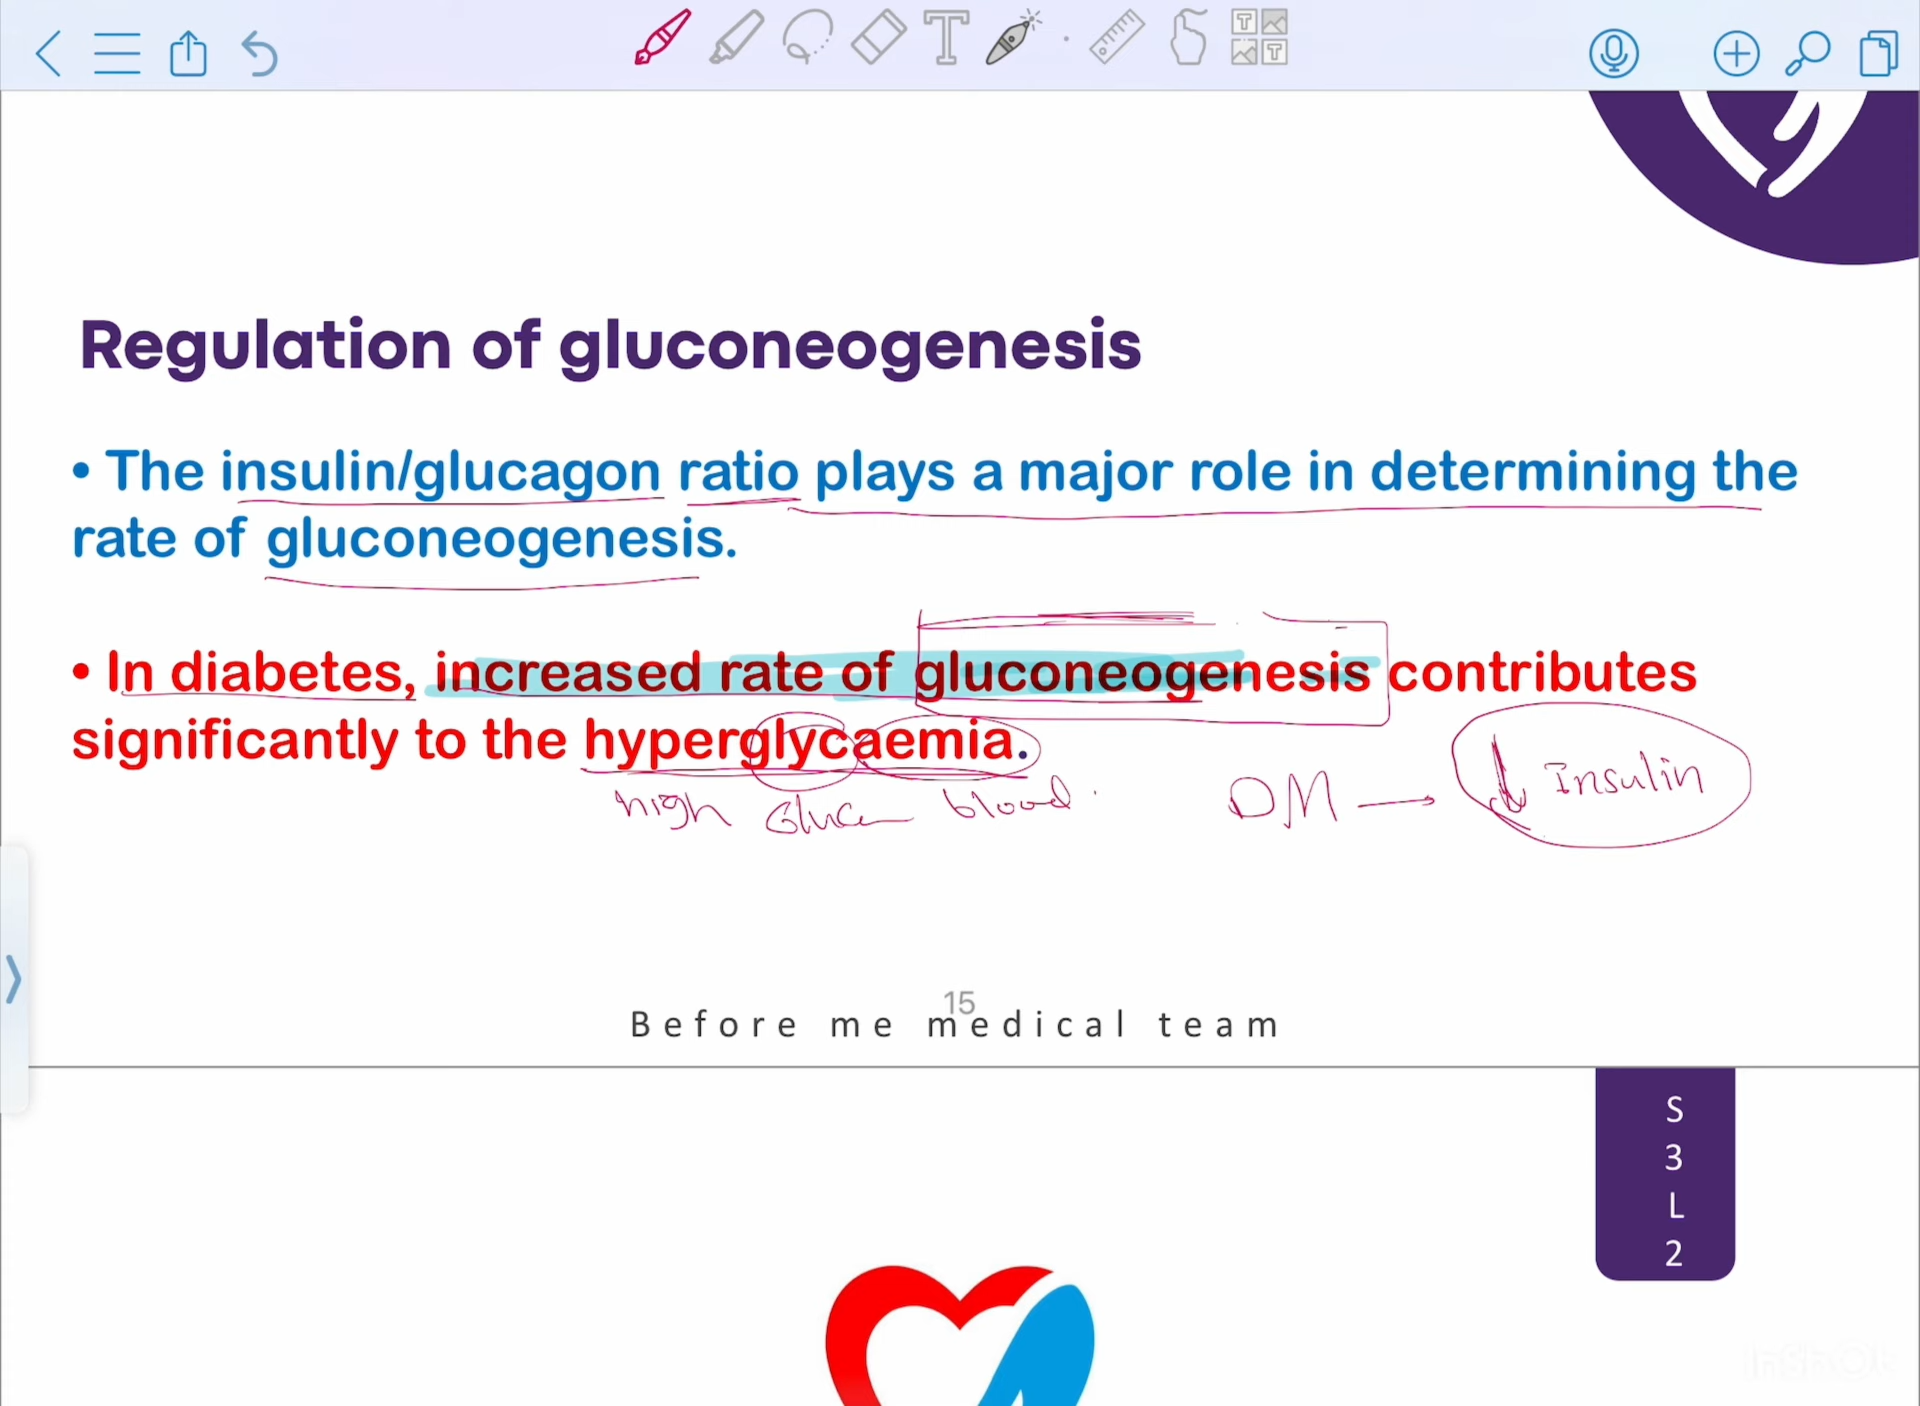 Regulation of gluconeogenesis
• The insulin/glucagon ratio plays a major role in determining the
rate of gluconeogenesis.
• In diabetes, increased rate of gluconeogenesis contributes
significantly to the hyperglycaemia.
high blood
DM → ↓ Insulin
15
Before me medical team
S
3
L
2